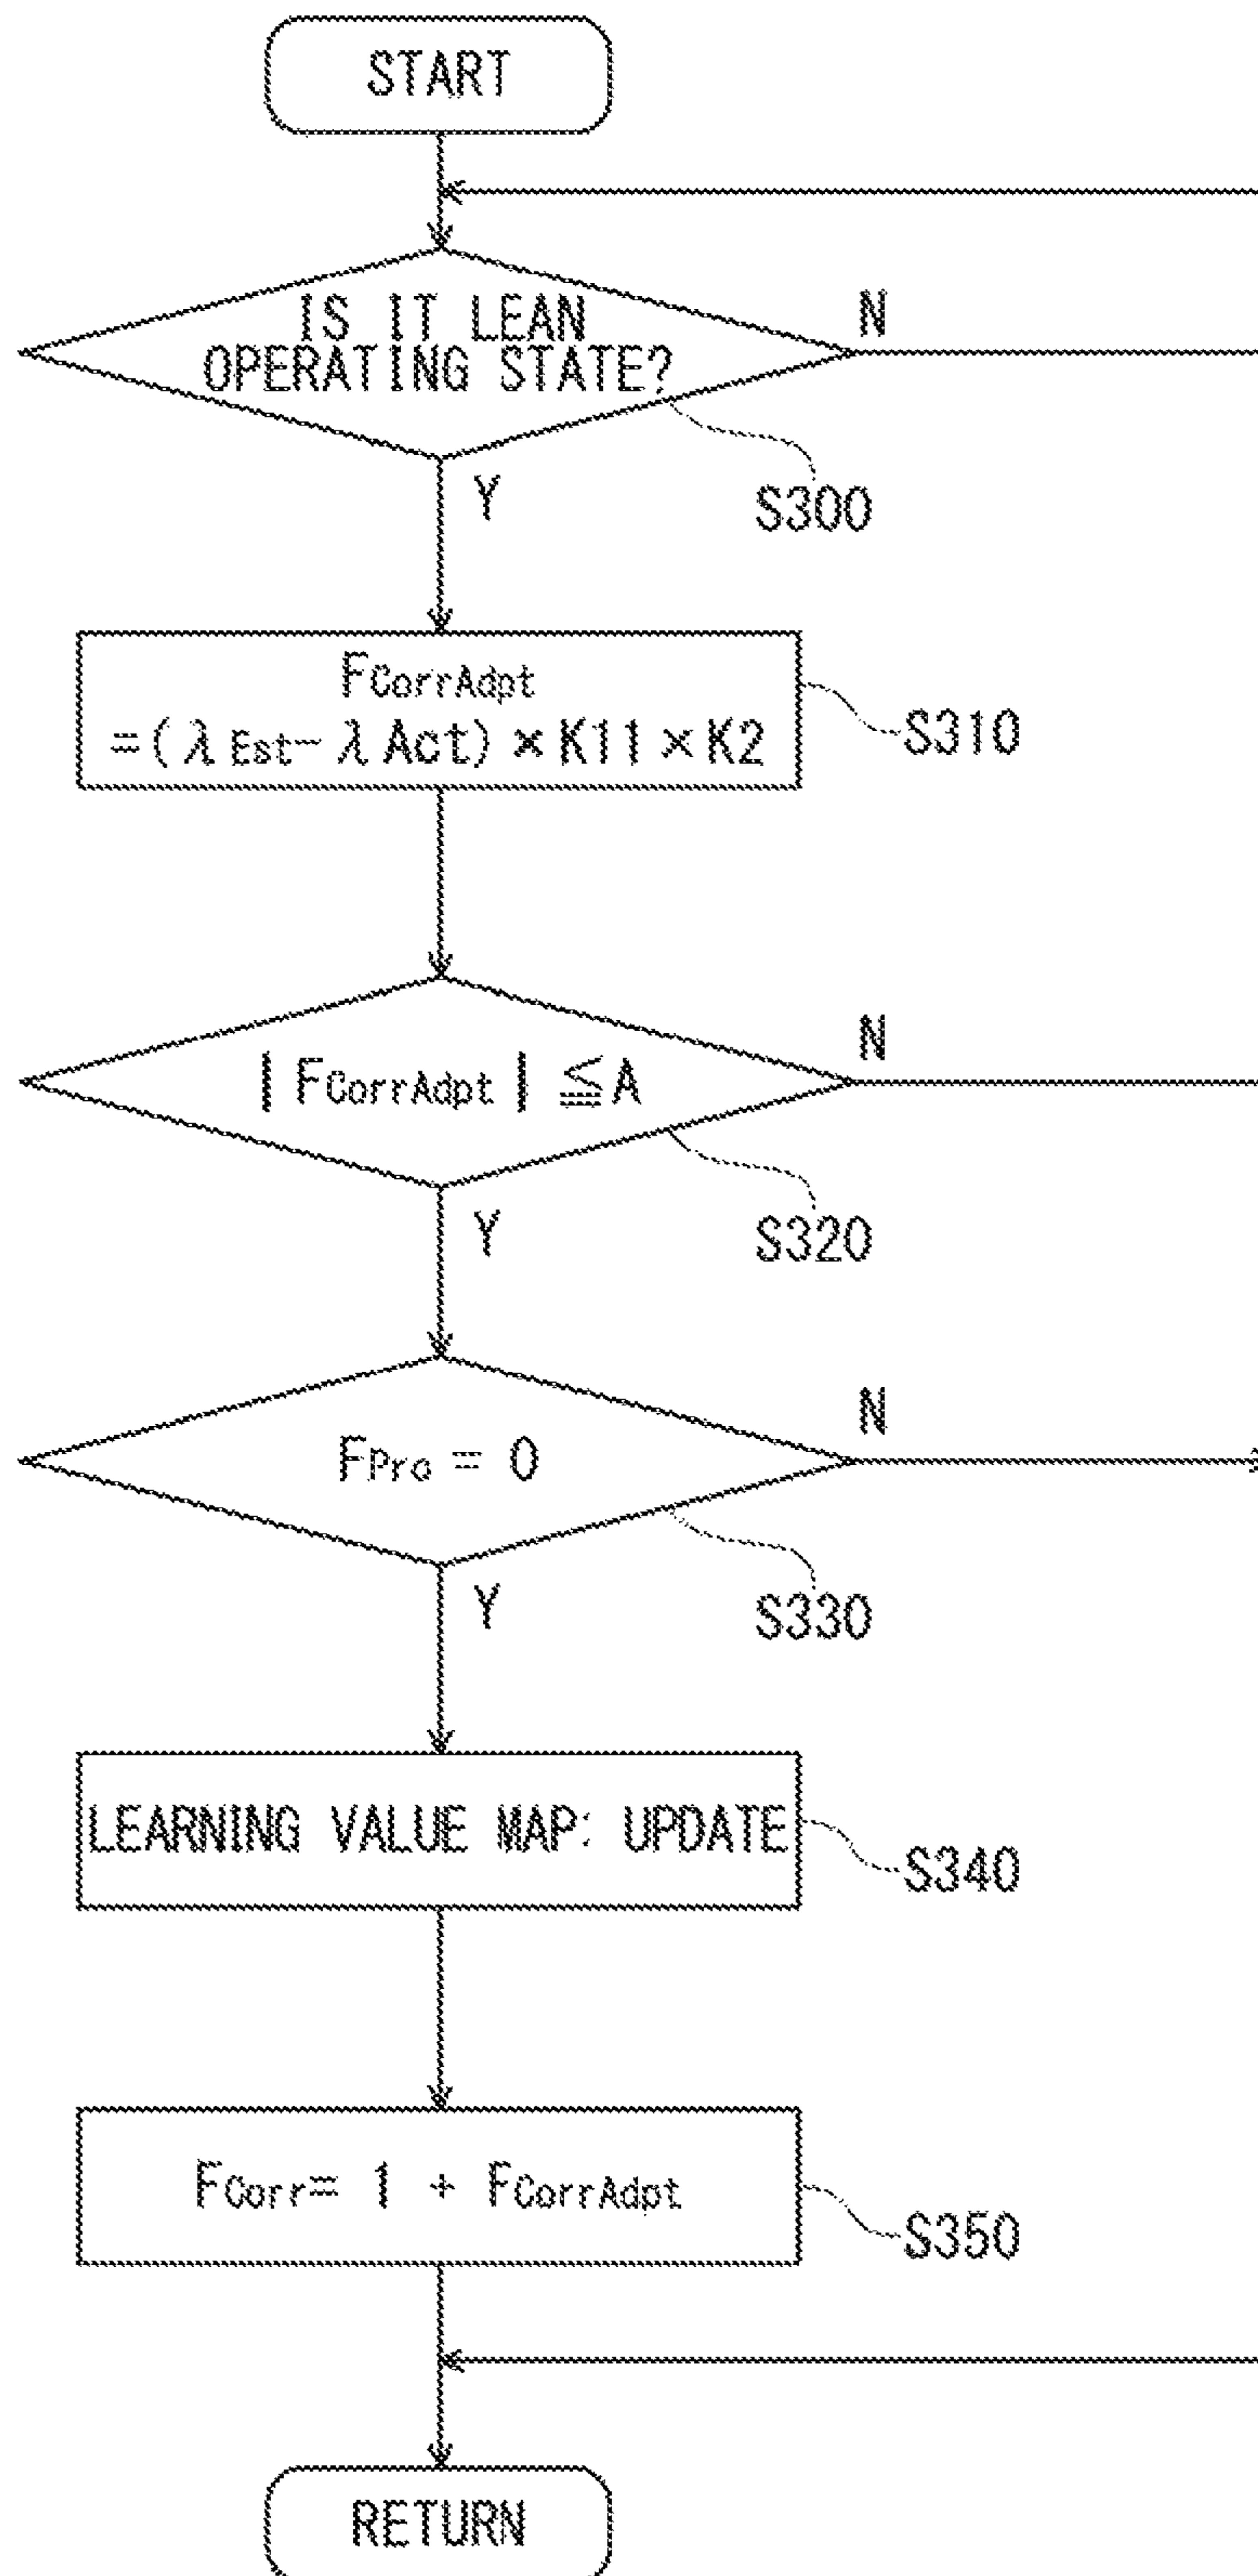 START
IS IT LEAN
OPERATING STATE?
N
Y
S300
FCorrAdpt
=(λEst-λAct)×K11×K2
S310
|FCorrAdpt|≦A
N
Y
S320
FPro = 0
N
Y
S330
LEARNING VALUE MAP: UPDATE
S340
FCorr= 1 + FCorrAdpt
S350
RETURN